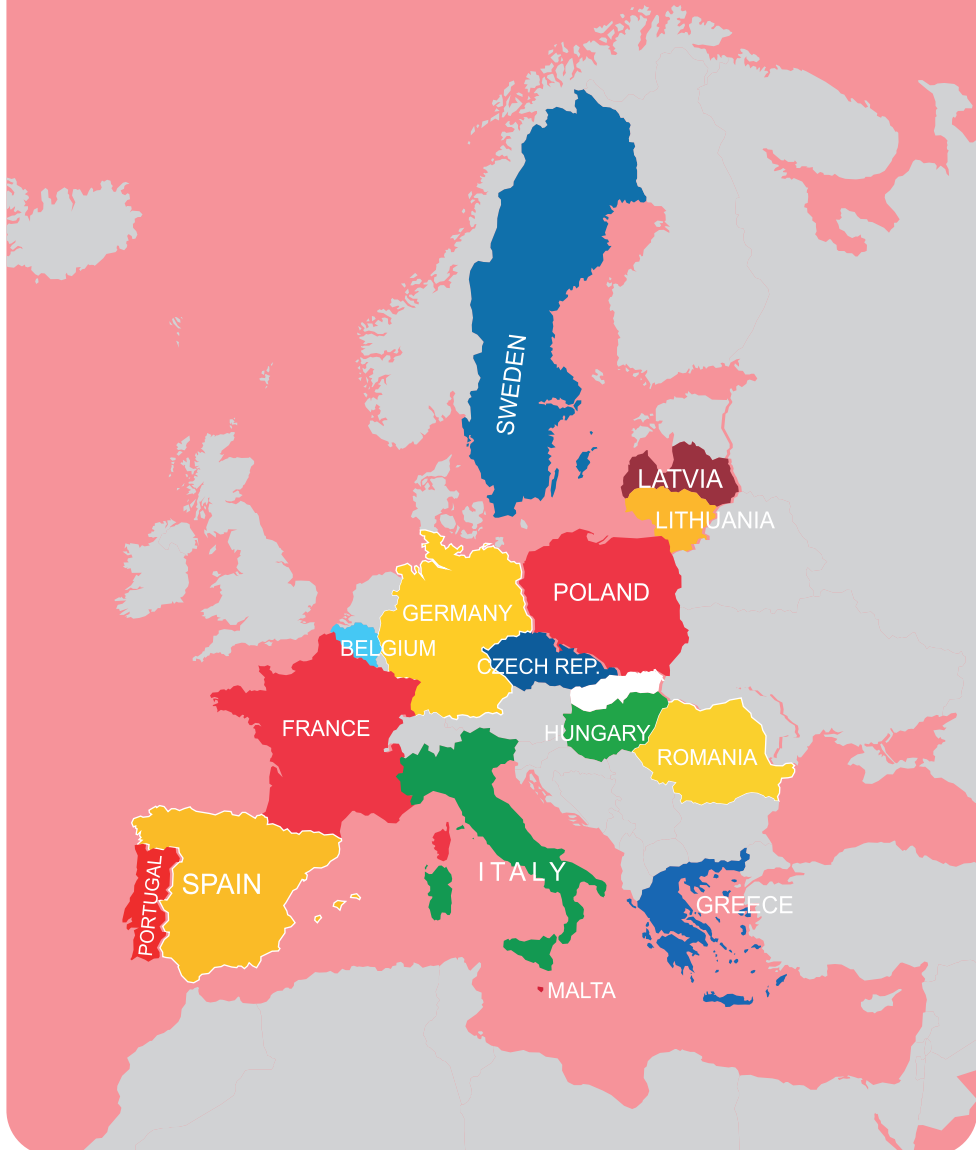 SWEDEN
LATVIA
LITHUANIA
POLAND
GERMANY
BELGIUM
CZECH REP.
FRANCE
HUNGARY
ROMANIA
ITALY
SPAIN
PORTUGAL
GREECE
MALTA